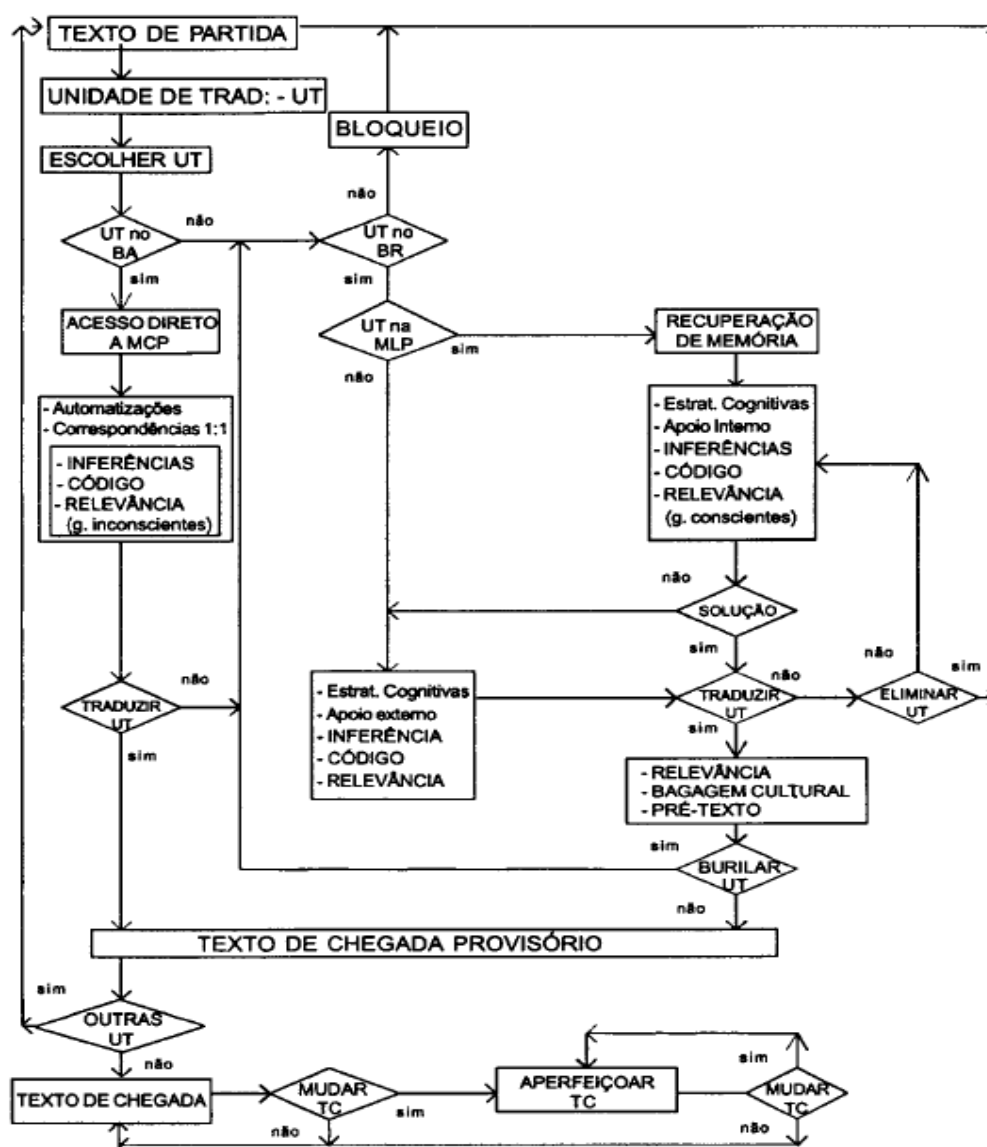 TEXTO DE PARTIDA
UNIDADE DE TRAD: - UT
BLOQUEIO
ESCOLHER UT
não
não
UT no
BA
UT no
BR
sim
sim
ACESSO DIRETO
A MCP
UT na
MLP
sim
RECUPERAÇÃO
DE MEMÓRIA
não
- Automatizações
- Correspondências 1:1
- INFERÊNCIAS
- CÓDIGO
- RELEVÂNCIA
(g. inconscientes)
- Estrat. Cognitivas
- Apoio Interno
- INFERÊNCIAS
- CÓDIGO
- RELEVÂNCIA
(g. conscientes)
não
SOLUÇÃO
sim
não
TRADUZIR
UT
sim
- Estrat. Cognitivas
- Apoio externo
- INFERÊNCIA
- CÓDIGO
- RELEVÂNCIA
TRADUZIR
UT
não
sim
não
ELIMINAR
UT
sim
- RELEVÂNCIA
- BAGAGEM CULTURAL
- PRÉ-TEXTO
sim
BURILAR
UT
não
TEXTO DE CHEGADA PROVISÓRIO
sim
OUTRAS
UT
não
TEXTO DE CHEGADA
MUDAR
TC
sim
não
APERFEIÇOAR
TC
sim
MUDAR
TC
não